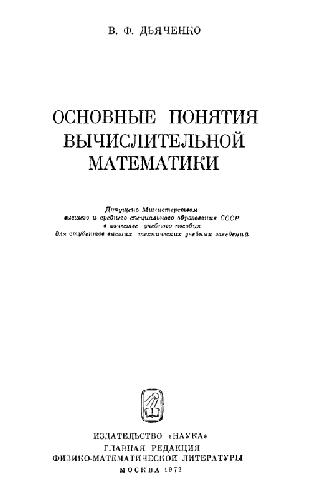 В. Ф. ДЬЯЧЕНКО
ОСНОВНЫЕ ПОНЯТИЯ
ВЫЧИСЛИТЕЛЬНОЙ
МАТЕМАТИКИ
Допущено Министерством
высшего и среднего специального образования СССР
в качестве учебного пособия
для студентов высших технических учебных заведений
ИЗДАТЕЛЬСТВО «НАУКА»
ГЛАВНАЯ РЕДАКЦИЯ
ФИЗИКО-МАТЕМАТИЧЕСКОЙ ЛИТЕРАТУРЫ
МОСКВА 1972